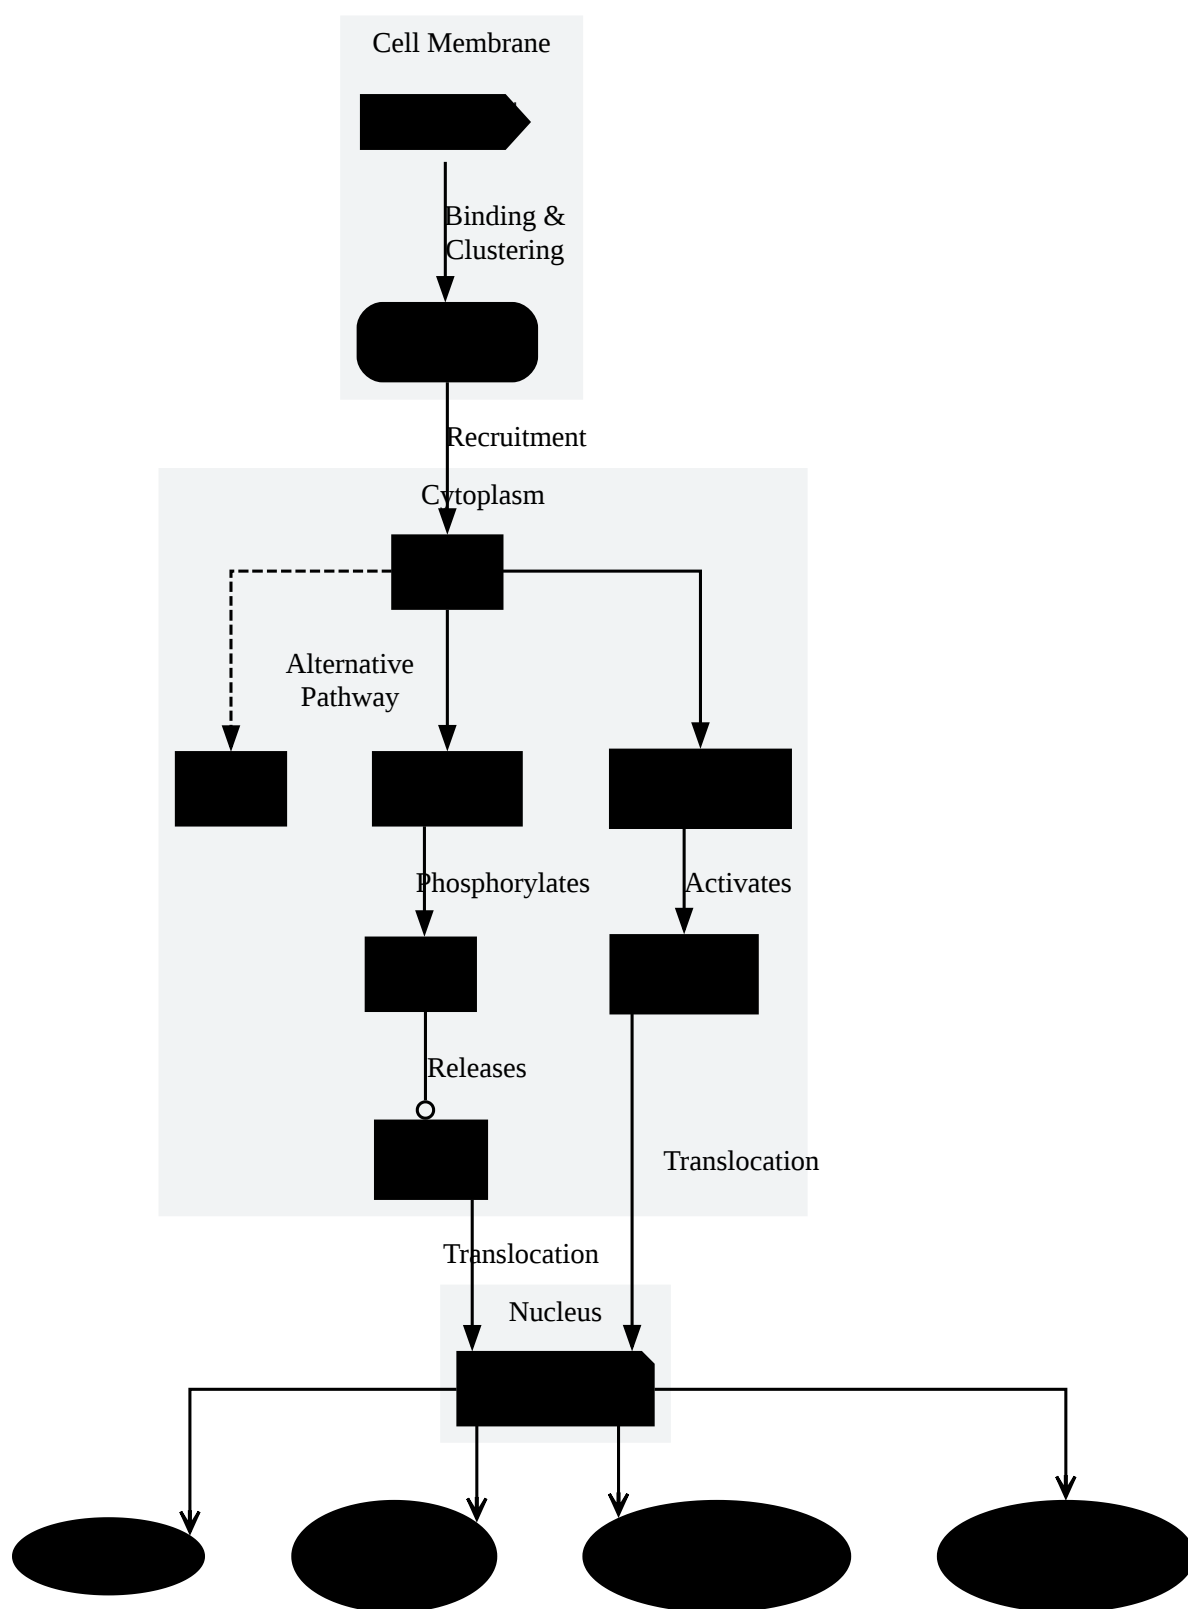 Cell Membrane
Binding &
Clustering
Recruitment
Cytoplasm
Alternative
Pathway
Phosphorylates
Activates
Releases
Translocation
Translocation
Nucleus